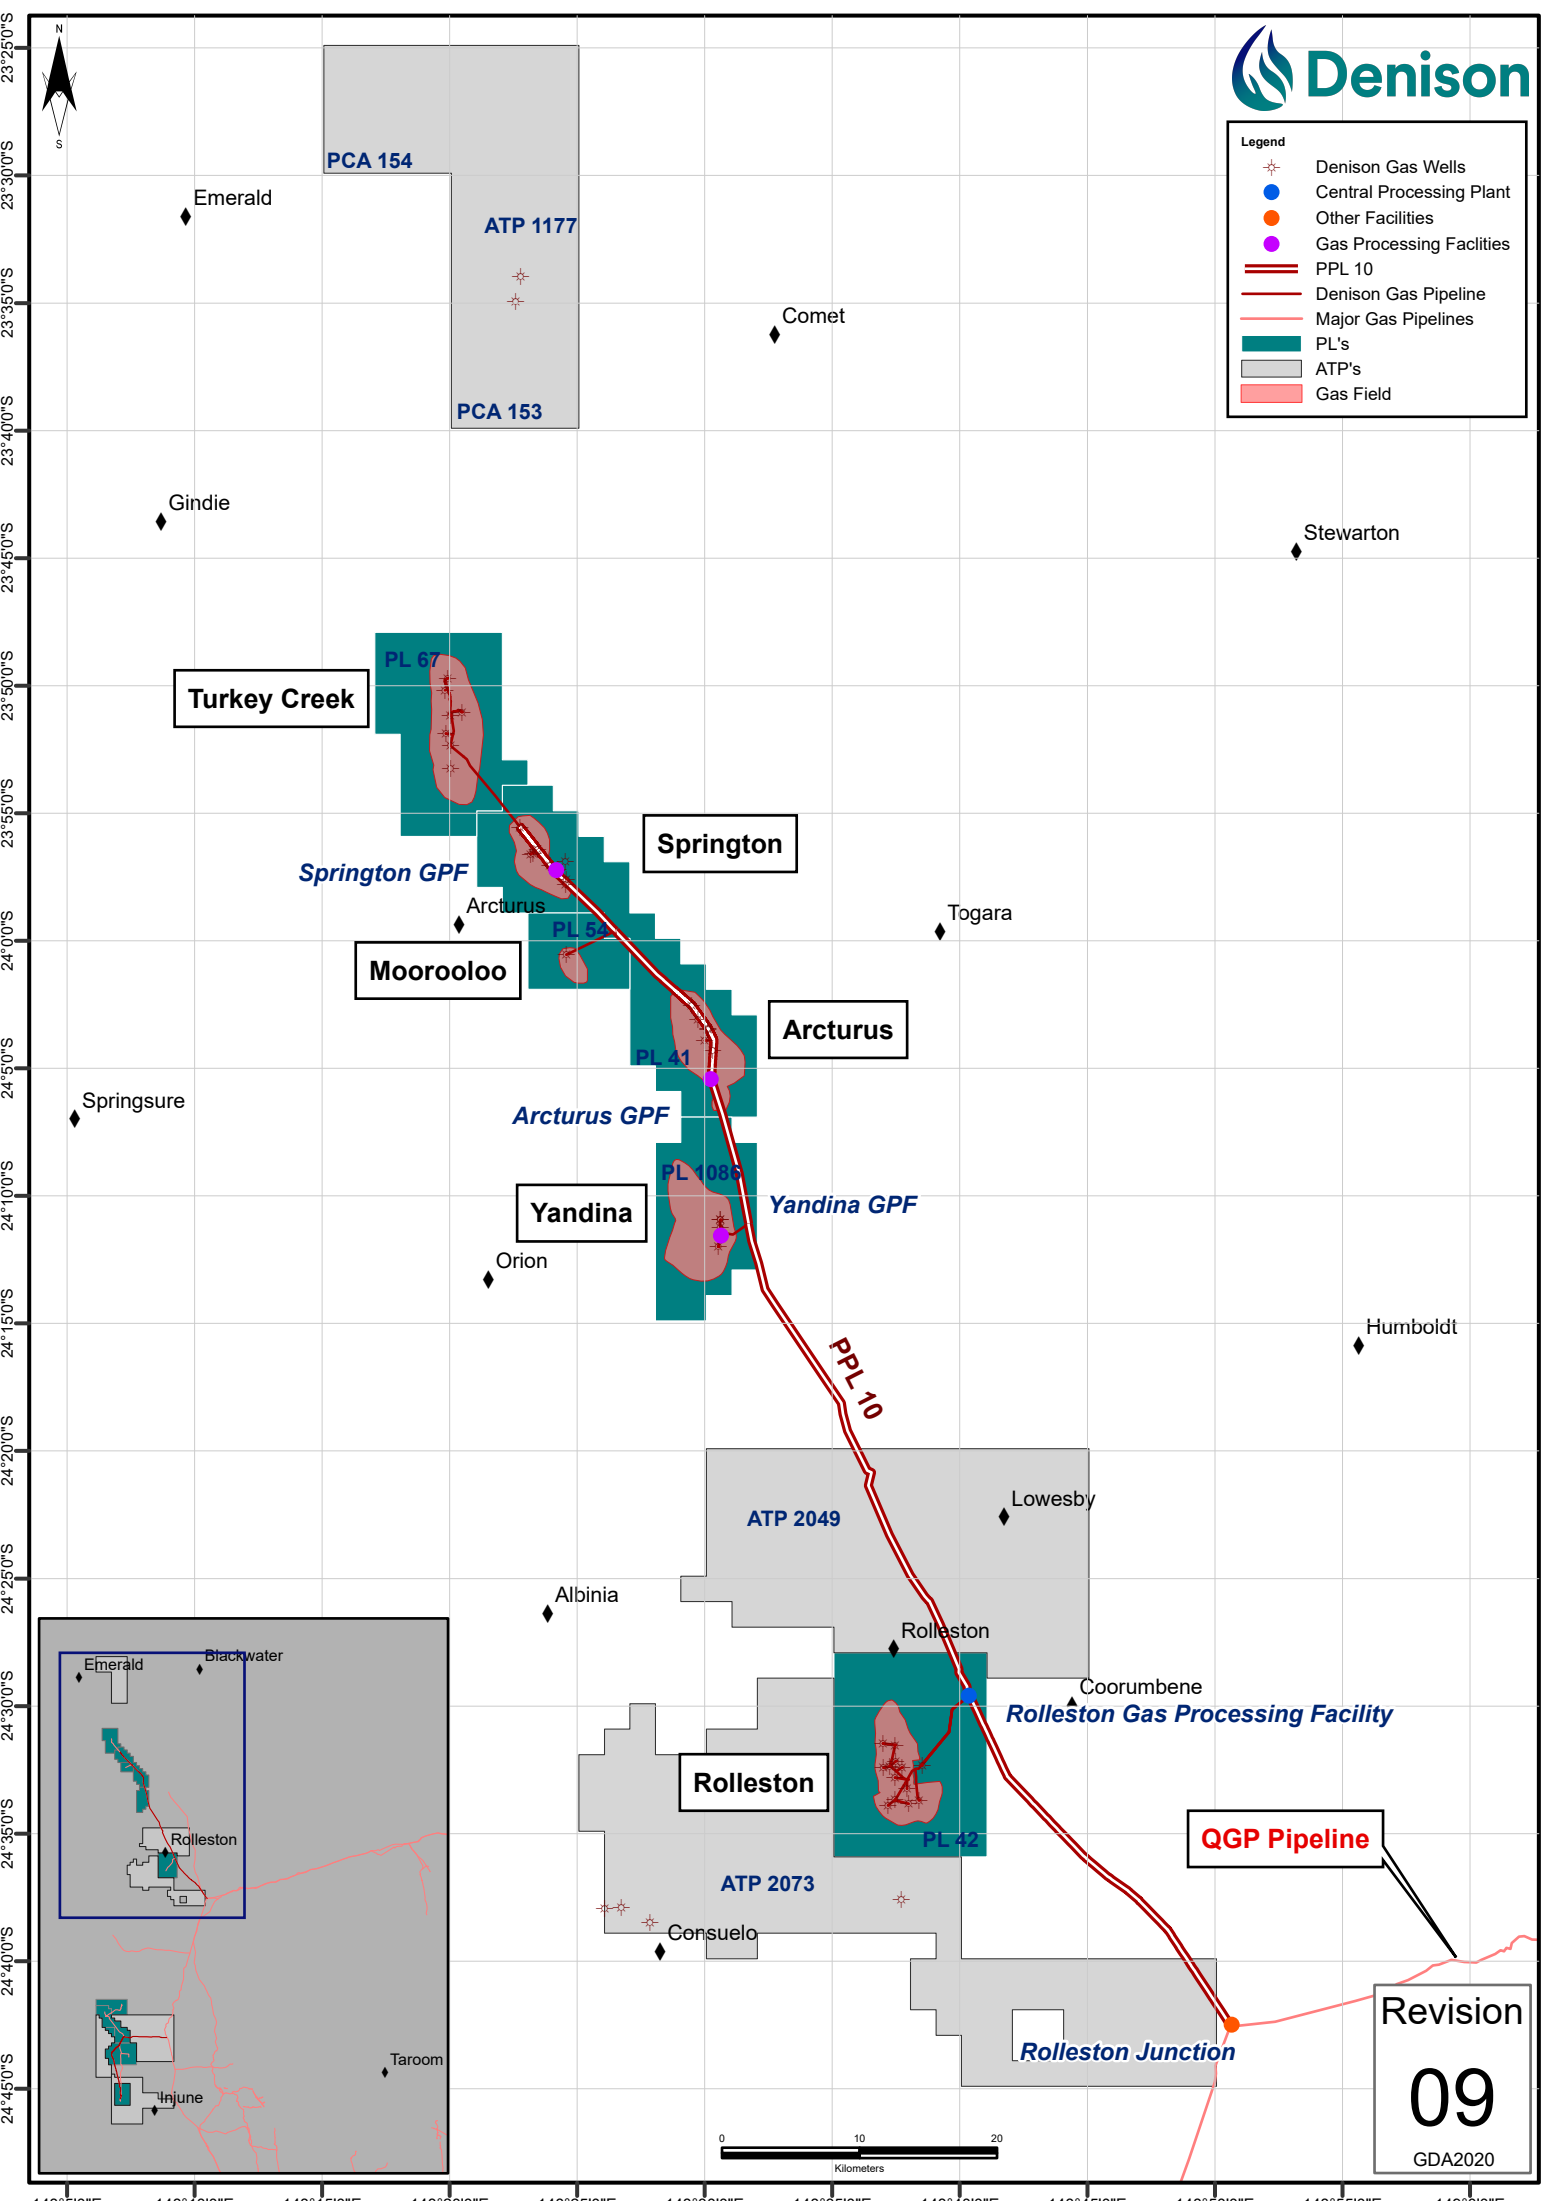 N
S
Denison
Legend
Denison Gas Wells
Central Processing Plant
Other Facilities
Gas Processing Faclities
PPL 10
Denison Gas Pipeline
Major Gas Pipelines
PL's
ATP's
Gas Field
23°25'0"S
23°30'0"S
23°35'0"S
23°40'0"S
23°45'0"S
23°50'0"S
23°55'0"S
24°0'0"S
24°5'0"S
24°10'0"S
24°15'0"S
24°20'0"S
24°25'0"S
24°30'0"S
24°35'0"S
24°40'0"S
24°45'0"S
PCA 154
Emerald
ATP 1177
Comet
PCA 153
Gindie
Stewarton
PL 67
Turkey Creek
Springton
Springton GPF
Arcturus
Togara
PL 54
Moorooloo
Arcturus
PL 41
Springsure
Arcturus GPF
PL 1086
Yandina GPF
Yandina
Orion
Humboldt
PPL 10
Lowesby
ATP 2049
Albinia
Rolleston
Coorumbene
Rolleston Gas Processing Facility
Rolleston
PL 42
QGP Pipeline
ATP 2073
Consuelo
Rolleston Junction
Emerald
Blackwater
Rolleston
Taroom
Injune
0
10
20
Kilometers
Revision
09
GDA2020